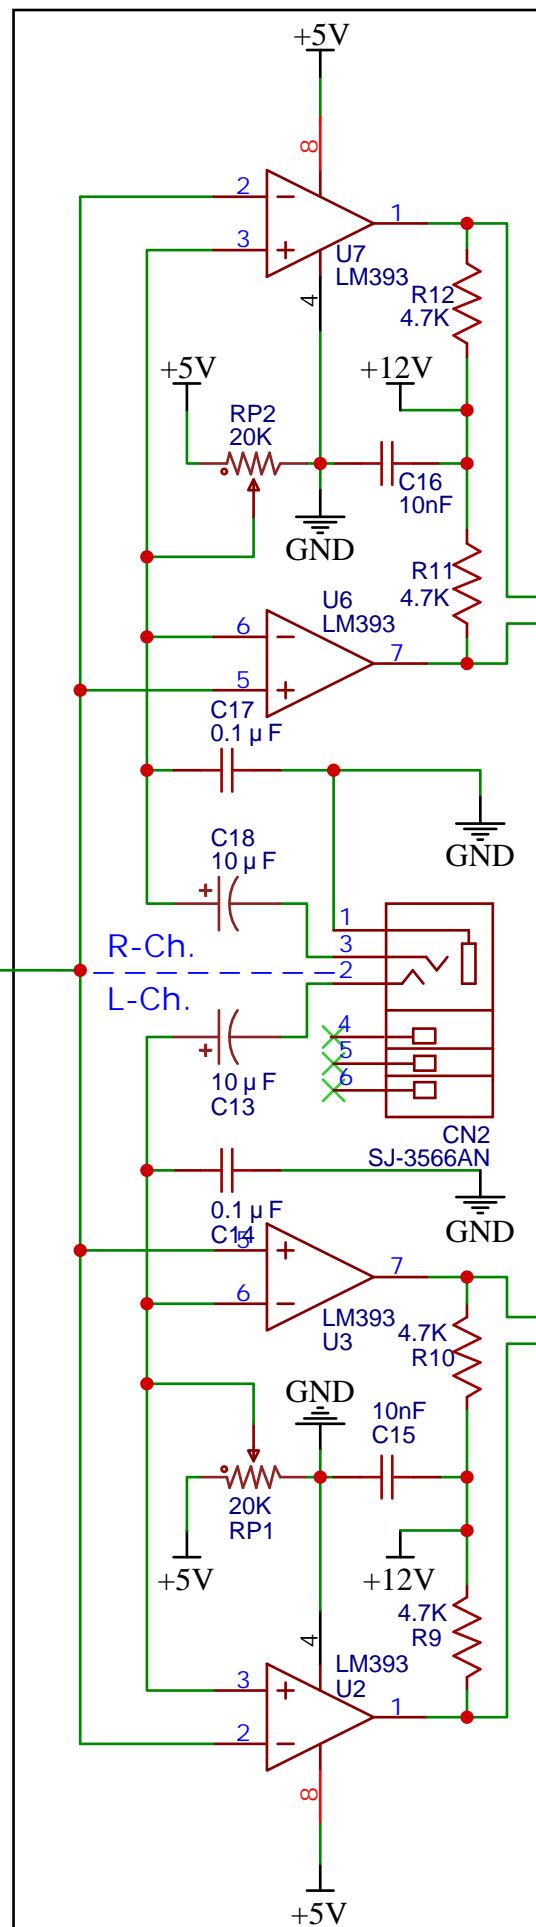 +5V
8
2
1
3
U7
LM393
4
R12
4.7K
+5V
+12V
RP2
20K
C16
10nF
GND
R11
4.7K
U6
LM393
6
7
5
C17
0.1µF
GND
C18
10µF
1
R-Ch.
3
2
L-Ch.
4
5
6
10µF
C13
CN2
SJ-3566AN
0.1µF
C14
GND
5
7
6
LM393
U3
4.7K
R10
GND
10nF
C15
20K
RP1
+5V
+12V
4.7K
R9
4
LM393
U2
3
1
2
8
+5V